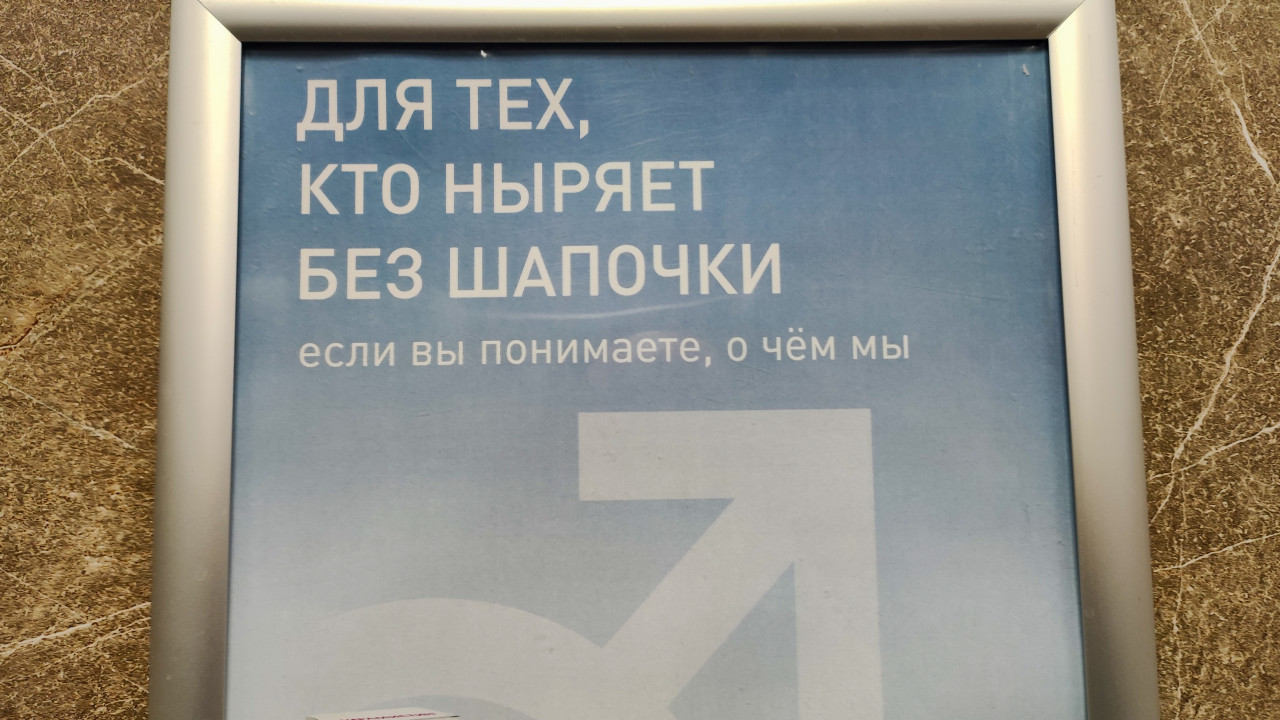 ДЛЯ ТЕХ,
КТО НЫРЯЕТ
БЕЗ ШАПОЧКИ
если вы понимаете, о чём мы